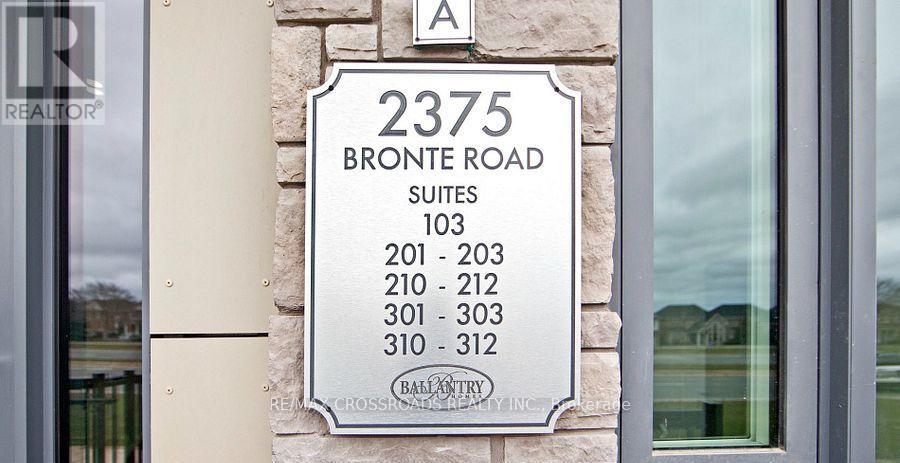 A
R
REALTOR®
2375
BRONTE ROAD
SUITES
103
201 - 203
210 - 212
301 - 303
310 - 312
B
BALLANTRY
HOMES
RE/MAX CROSSROADS REALTY INC., Brokerage